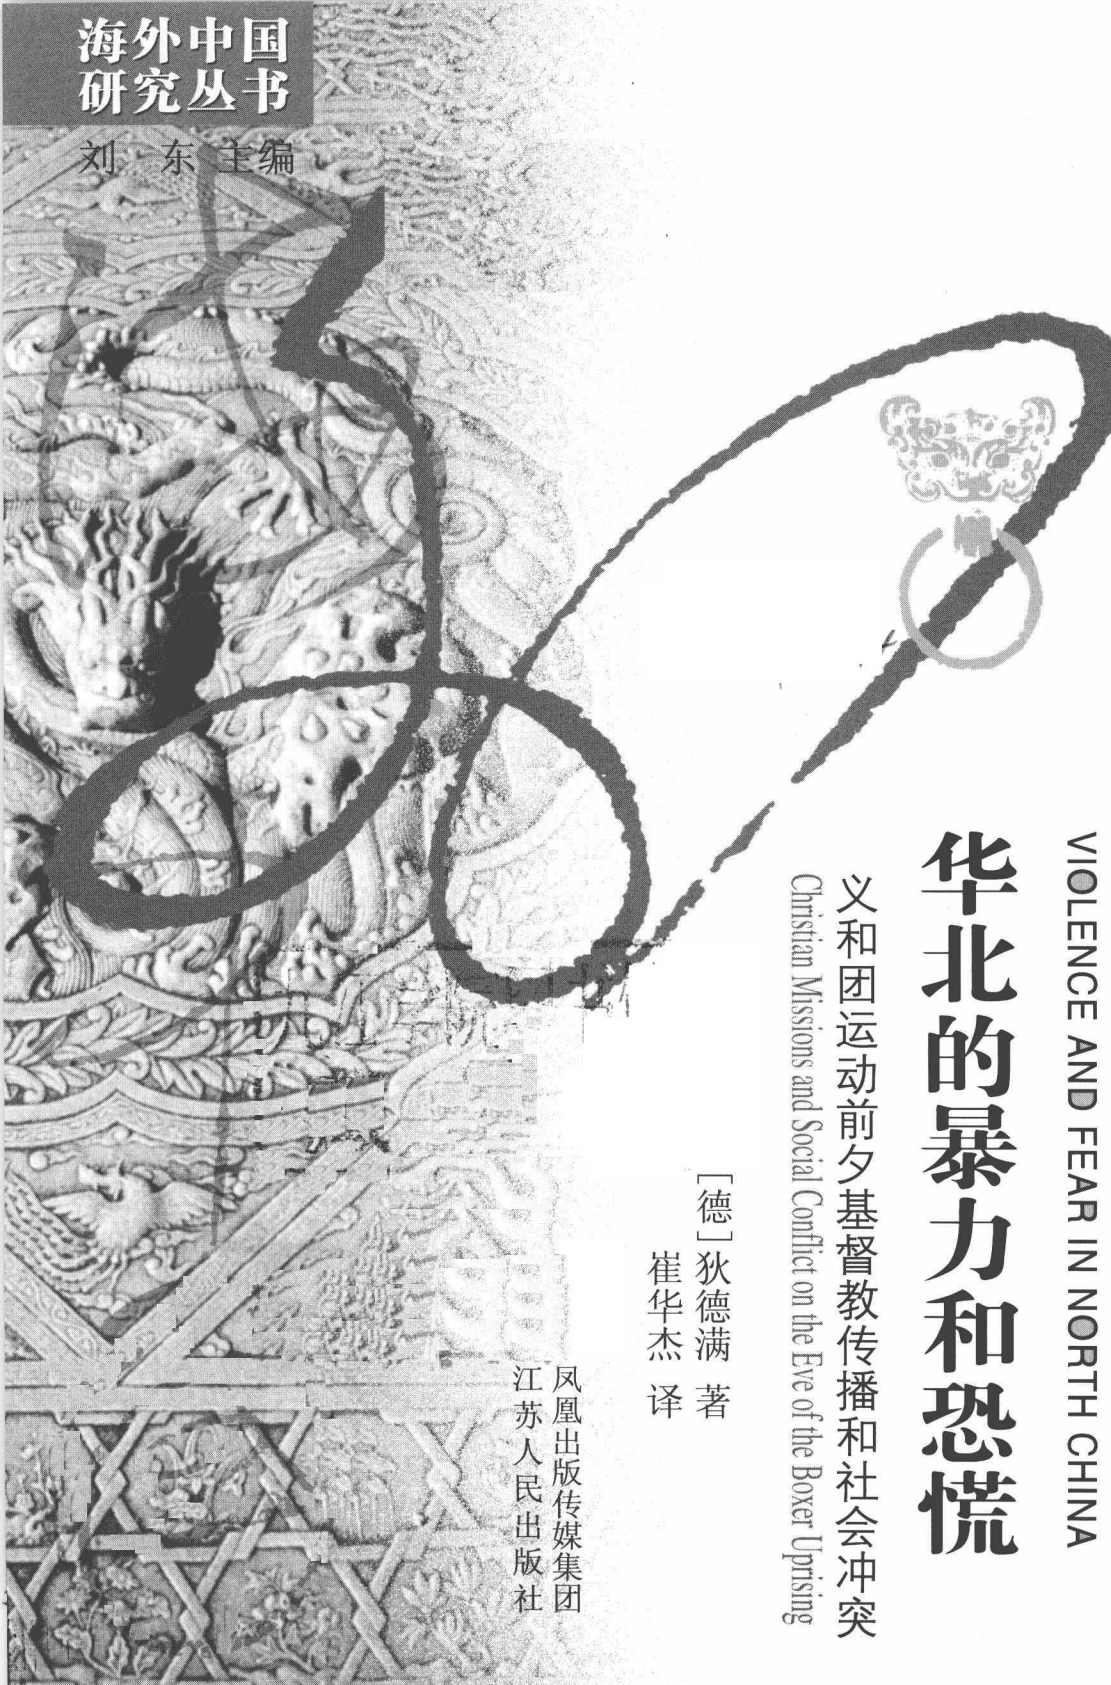 海外中国
研究丛书
刘 东 主编
VIOLENCE AND FEAR IN NORTH CHINA
华北的暴力和恐慌
义和团运动前夕基督教传播和社会冲突
Christian Missions and Social Conflict on the Eve of the Boxer Uprising
[德]狄德满 著
崔华杰 译
凤凰出版传媒集团
江苏人民出版社